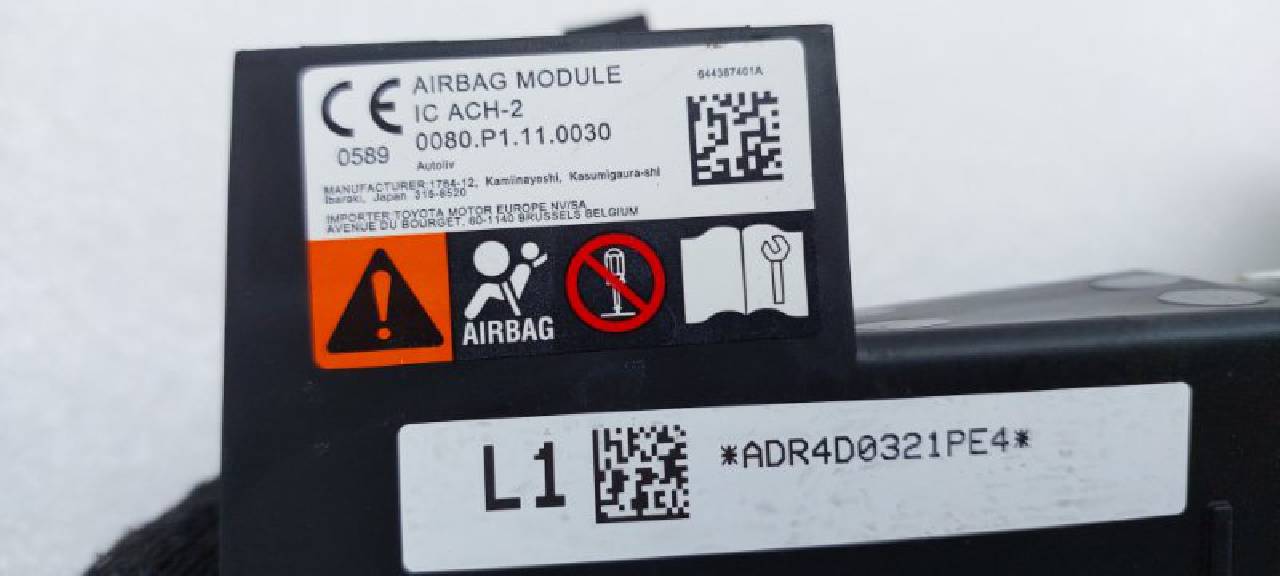 CE
0589
AIRBAG MODULE
IC ACH-2
0080.P1.11.0030
Autoliv
644387401A
MANUFACTURER:1764-12, Kamiinayoshi, Kasumigaura-shi
Ibaraki, Japan 315-8520
IMPORTER:TOYOTA MOTOR EUROPE NV/SA
AVENUE DU BOURGET, 60-1140 BRUSSELS BELGIUM
AIRBAG
L1
*ADR4D0321PE4*